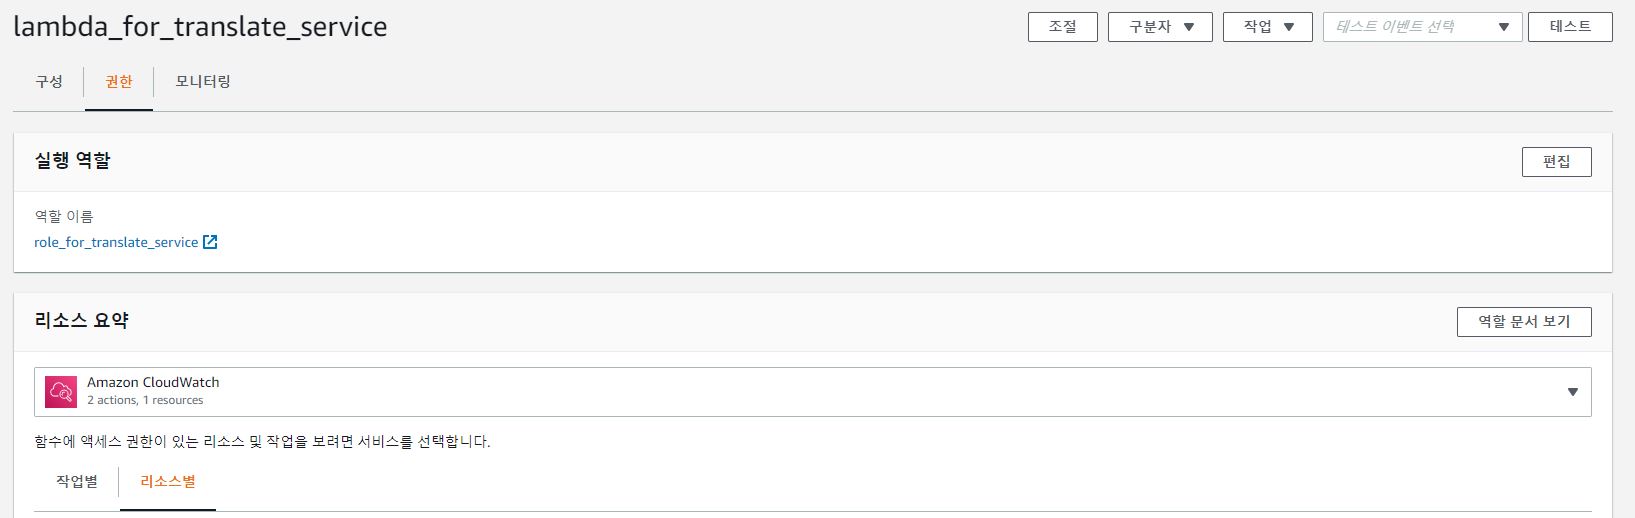 lambda_for_translate_service
조절 구분자 작업 테스트 이벤트 선택 테스트
구성 권한 모니터링
실행 역할 편집
역할 이름
role_for_translate_service
리소스 요약 역할 문서 보기
Amazon CloudWatch
2 actions, 1 resources
함수에 액세스 권한이 있는 리소스 및 작업을 보려면 서비스를 선택합니다.
작업별 리소스별